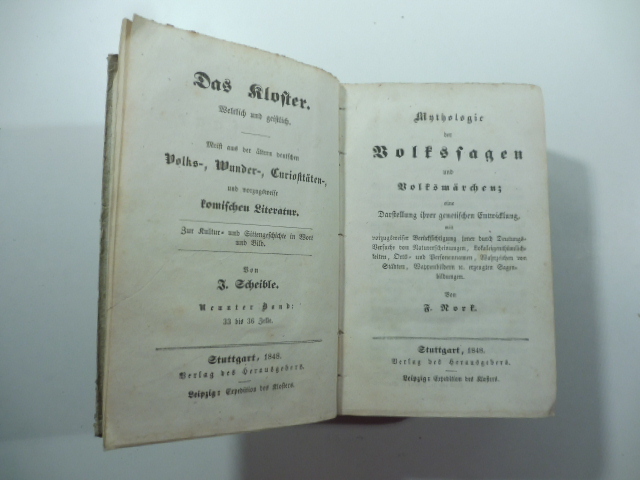 Das Kloster.
Weltlich und geistlich.
Meist aus der ältern deutschen
Volks-, Wunder-, Curiositäten-,
und vorzugsweise
komischen Literatur.
Zur Kultur- und Sittengeschichte in Wort
und Bild.
Von
J. Scheible.
Neunter Band:
33 bis 36 Zelle.
Stuttgart, 1848.
Verlag des Herausgebers.
Leipzig: Expedition des Klosters.
Mythologie
der
Volkssagen
und
Volksmärchen;
eine
Darstellung ihrer genetischen Entwicklung,
mit
vorzugsweiser Berücksichtigung jener durch Deutungs-
Versuche von Naturerscheinungen, Lokaleigenthümlich-
keiten, Orts- und Personennamen, Wahrzeichen von
Städten, Wappenbildern u. erzeugten Sagen-
bildungen.
Von
F. Nork.
Stuttgart, 1848.
Verlag des Herausgebers.
Leipzig: Expedition des Klosters.